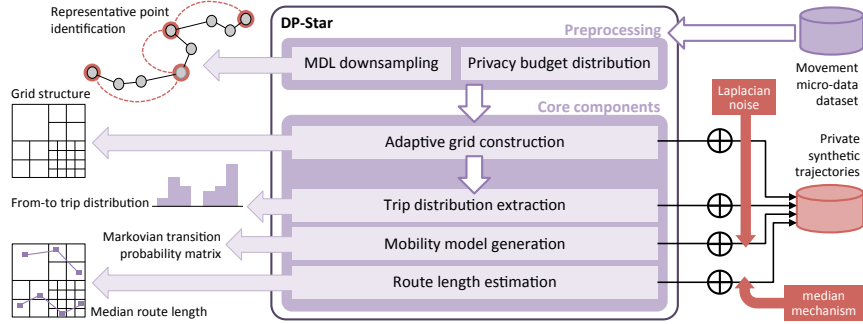 Representative point
identification
DP-Star
Preprocessing
MDL downsampling
Privacy budget distribution
Movement
micro-data
dataset
Grid structure
Core components
Laplacian
noise
Adaptive grid construction
Private
synthetic
trajectories
From-to trip distribution
Trip distribution extraction
Markovian transition
probability matrix
Mobility model generation
Route length estimation
Median route length
median
mechanism